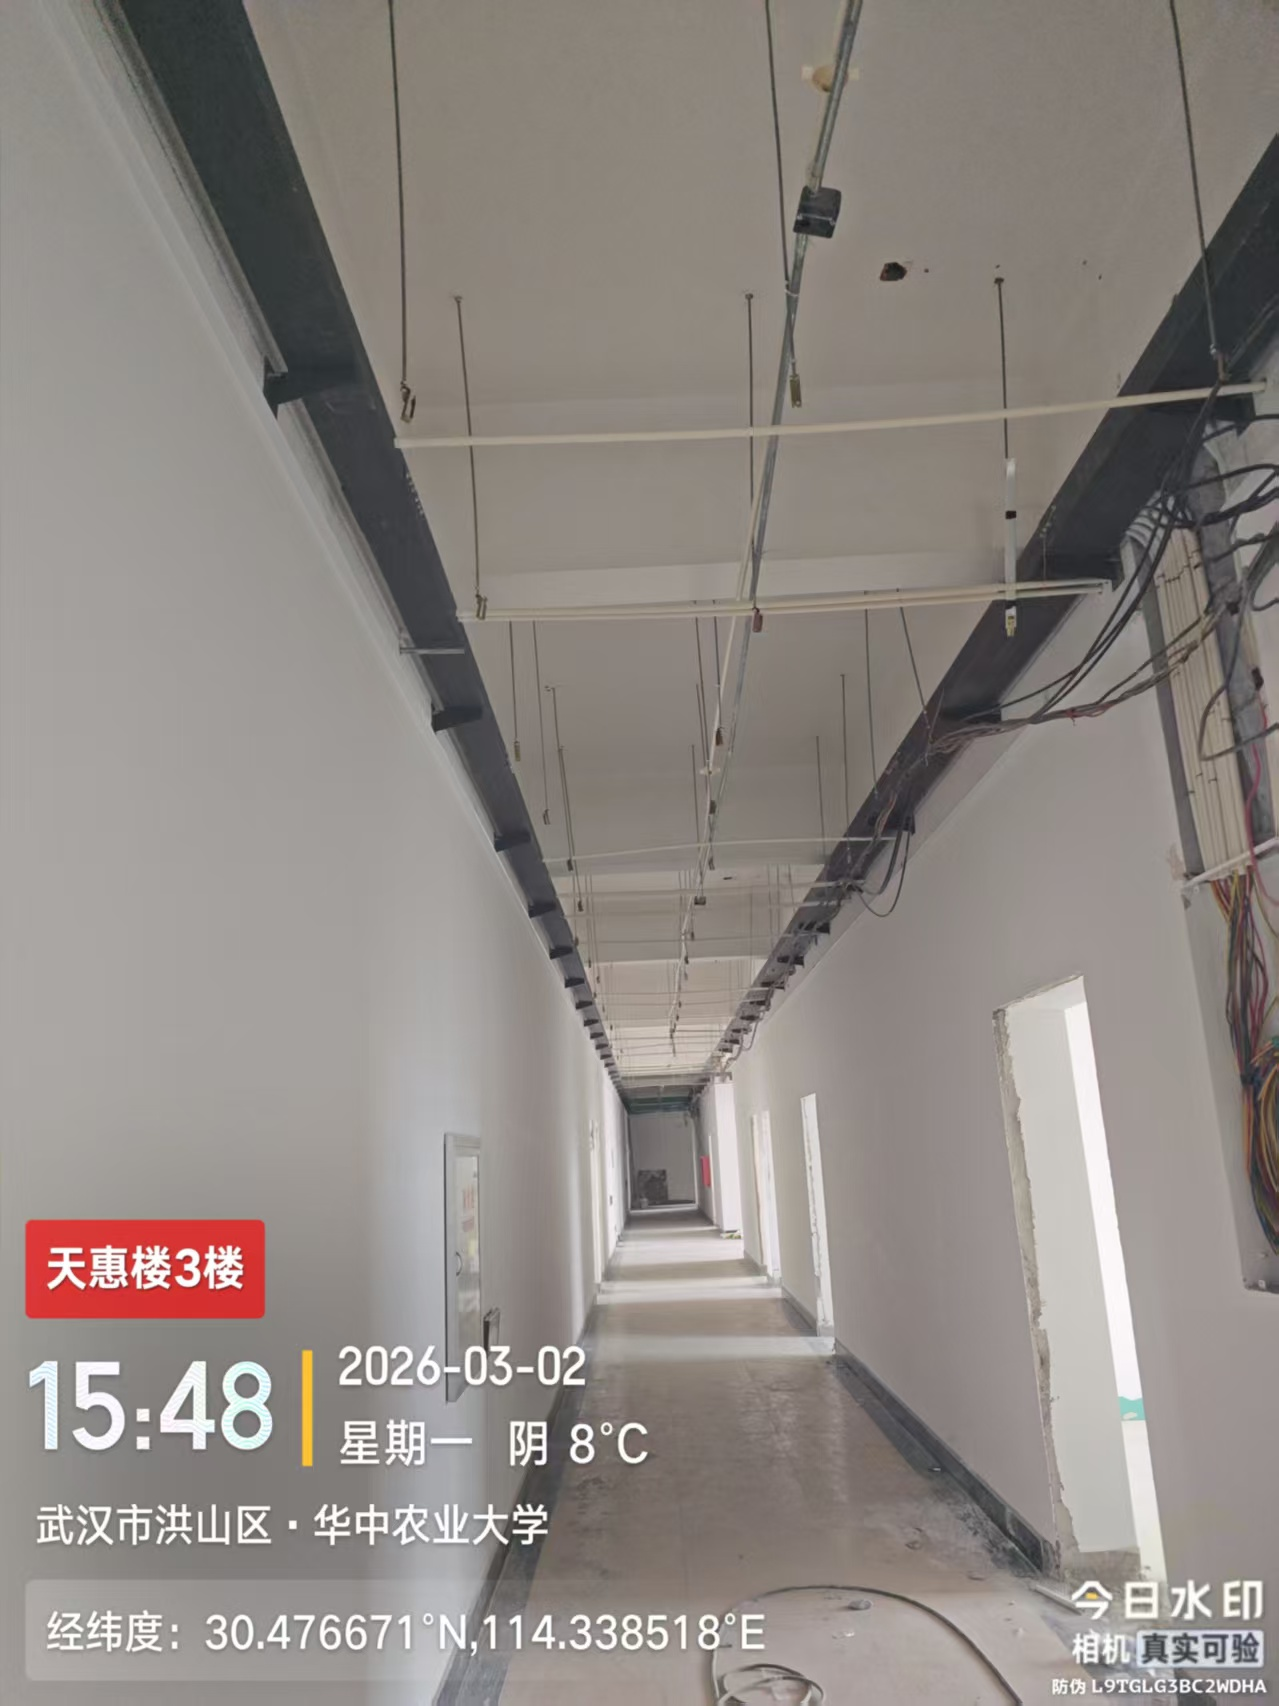 天惠楼3楼
15:48
2026-03-02
星期一 阴 8°C
武汉市洪山区·华中农业大学
经纬度：30.476671°N,114.338518°E
今日水印
相机 真实可验
防伪 L9TGLG3BC2WDHA